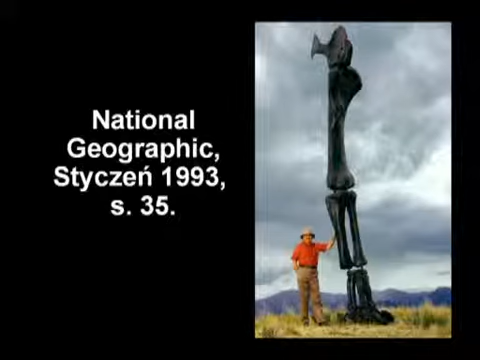 National
Geographic,
Styczeń 1993,
s. 35.